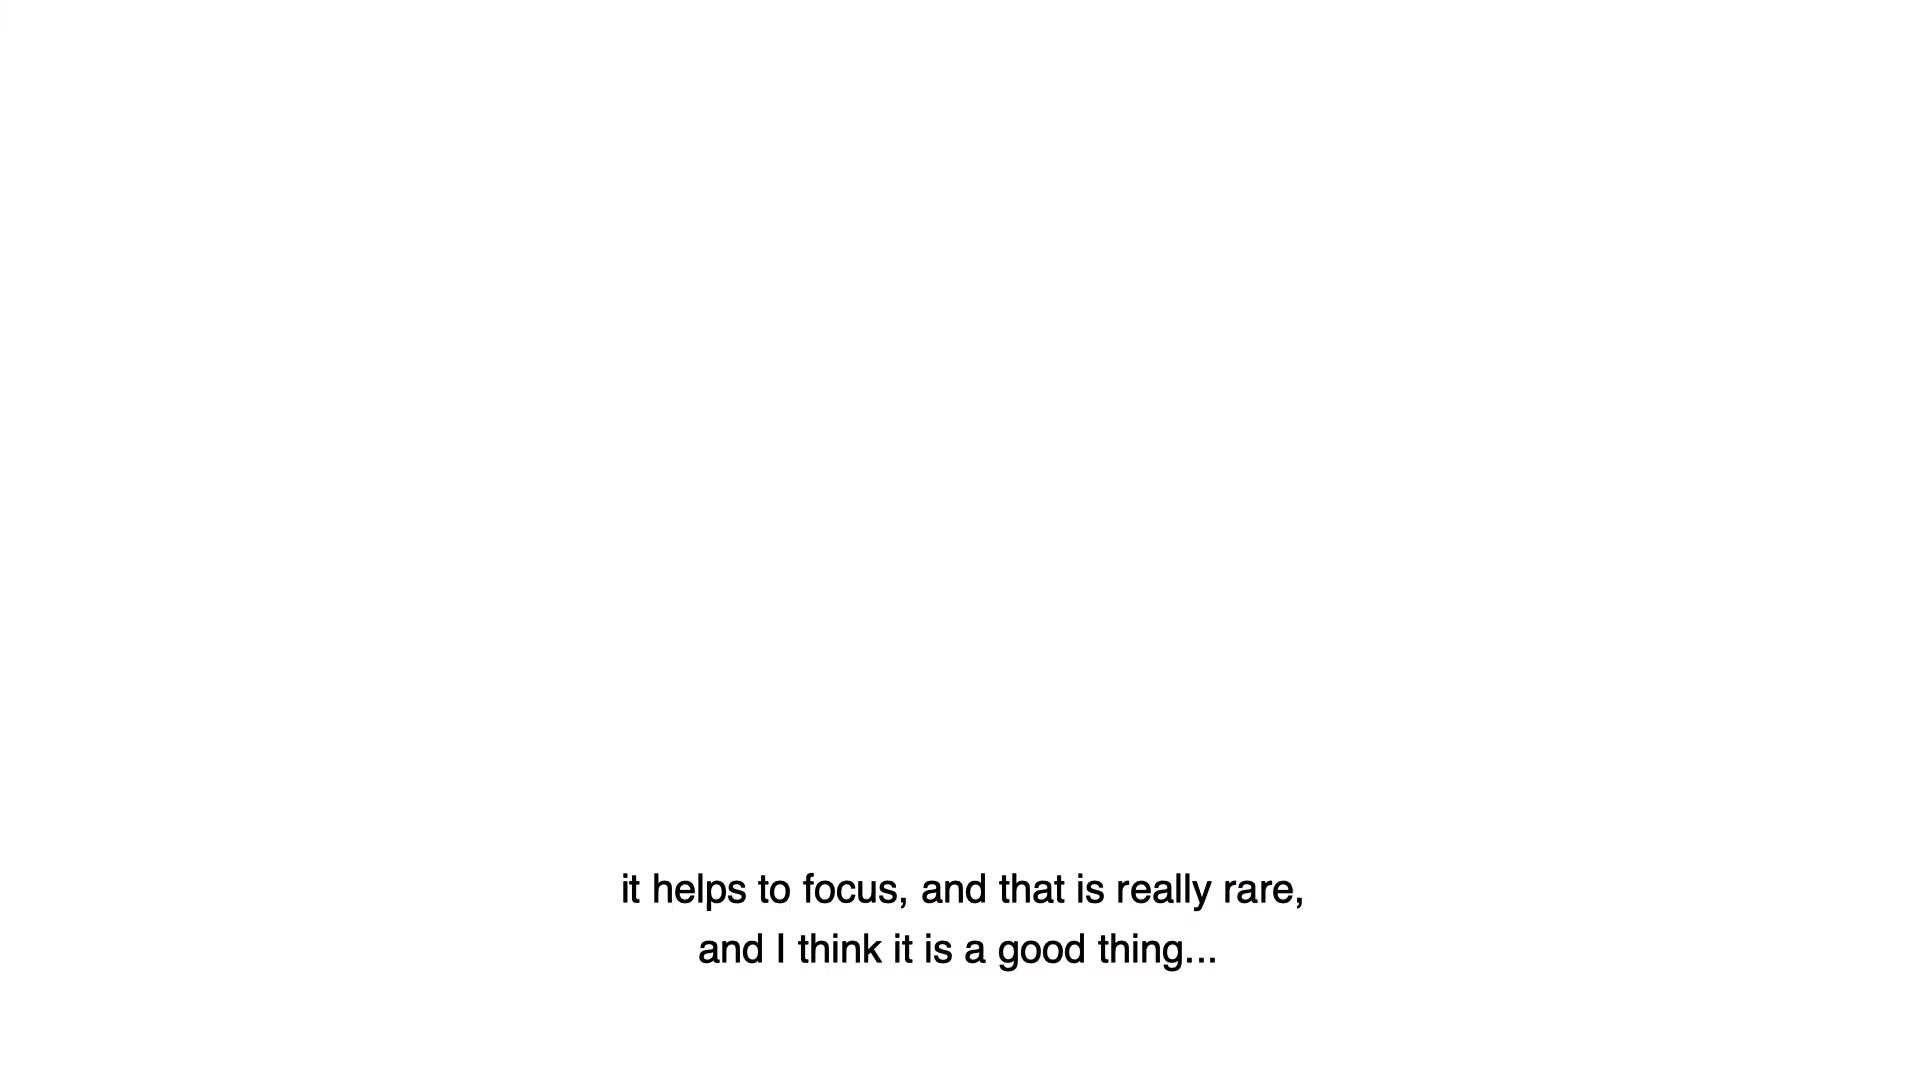 it helps to focus, and that is really rare,
and I think it is a good thing...